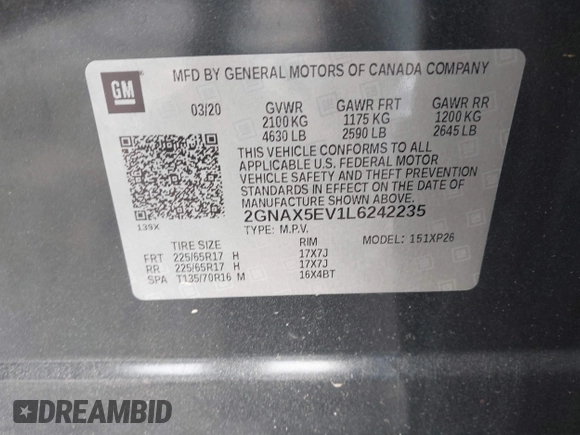 GM
MFD BY GENERAL MOTORS OF CANADA COMPANY
03/20 GVWR GAWR FRT GAWR RR
2100 KG 1175 KG 1200 KG
4630 LB 2590 LB 2645 LB
THIS VEHICLE CONFORMS TO ALL
APPLICABLE U.S. FEDERAL MOTOR
VEHICLE SAFETY AND THEFT PREVENTION
STANDARDS IN EFFECT ON THE DATE OF
MANUFACTURE SHOWN ABOVE.
139X
2GNAX5EV1L6242235
TYPE: M.P.V. MODEL: 151XP26
TIRE SIZE RIM
FRT 225/65R17 H 17X7J
RR 225/65R17 H 17X7J
SPA T135/70R16 M 16X4BT
DREAMBID